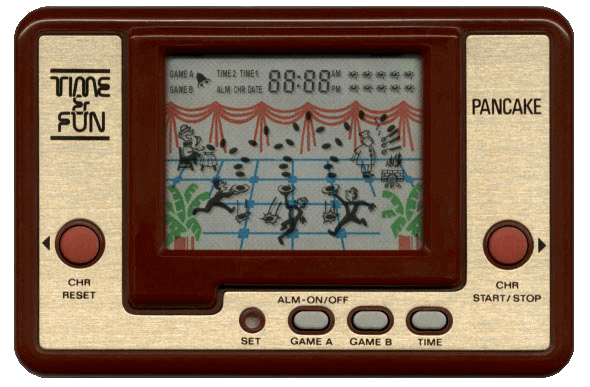 TIME
&
FUN
PANCAKE
GAME A TIME 2 TIME 1 88:88 AM
GAME B ALM CHR DATE PM
CHR
RESET
CHR
START/STOP
ALM-ON/OFF
SET GAME A GAME B TIME